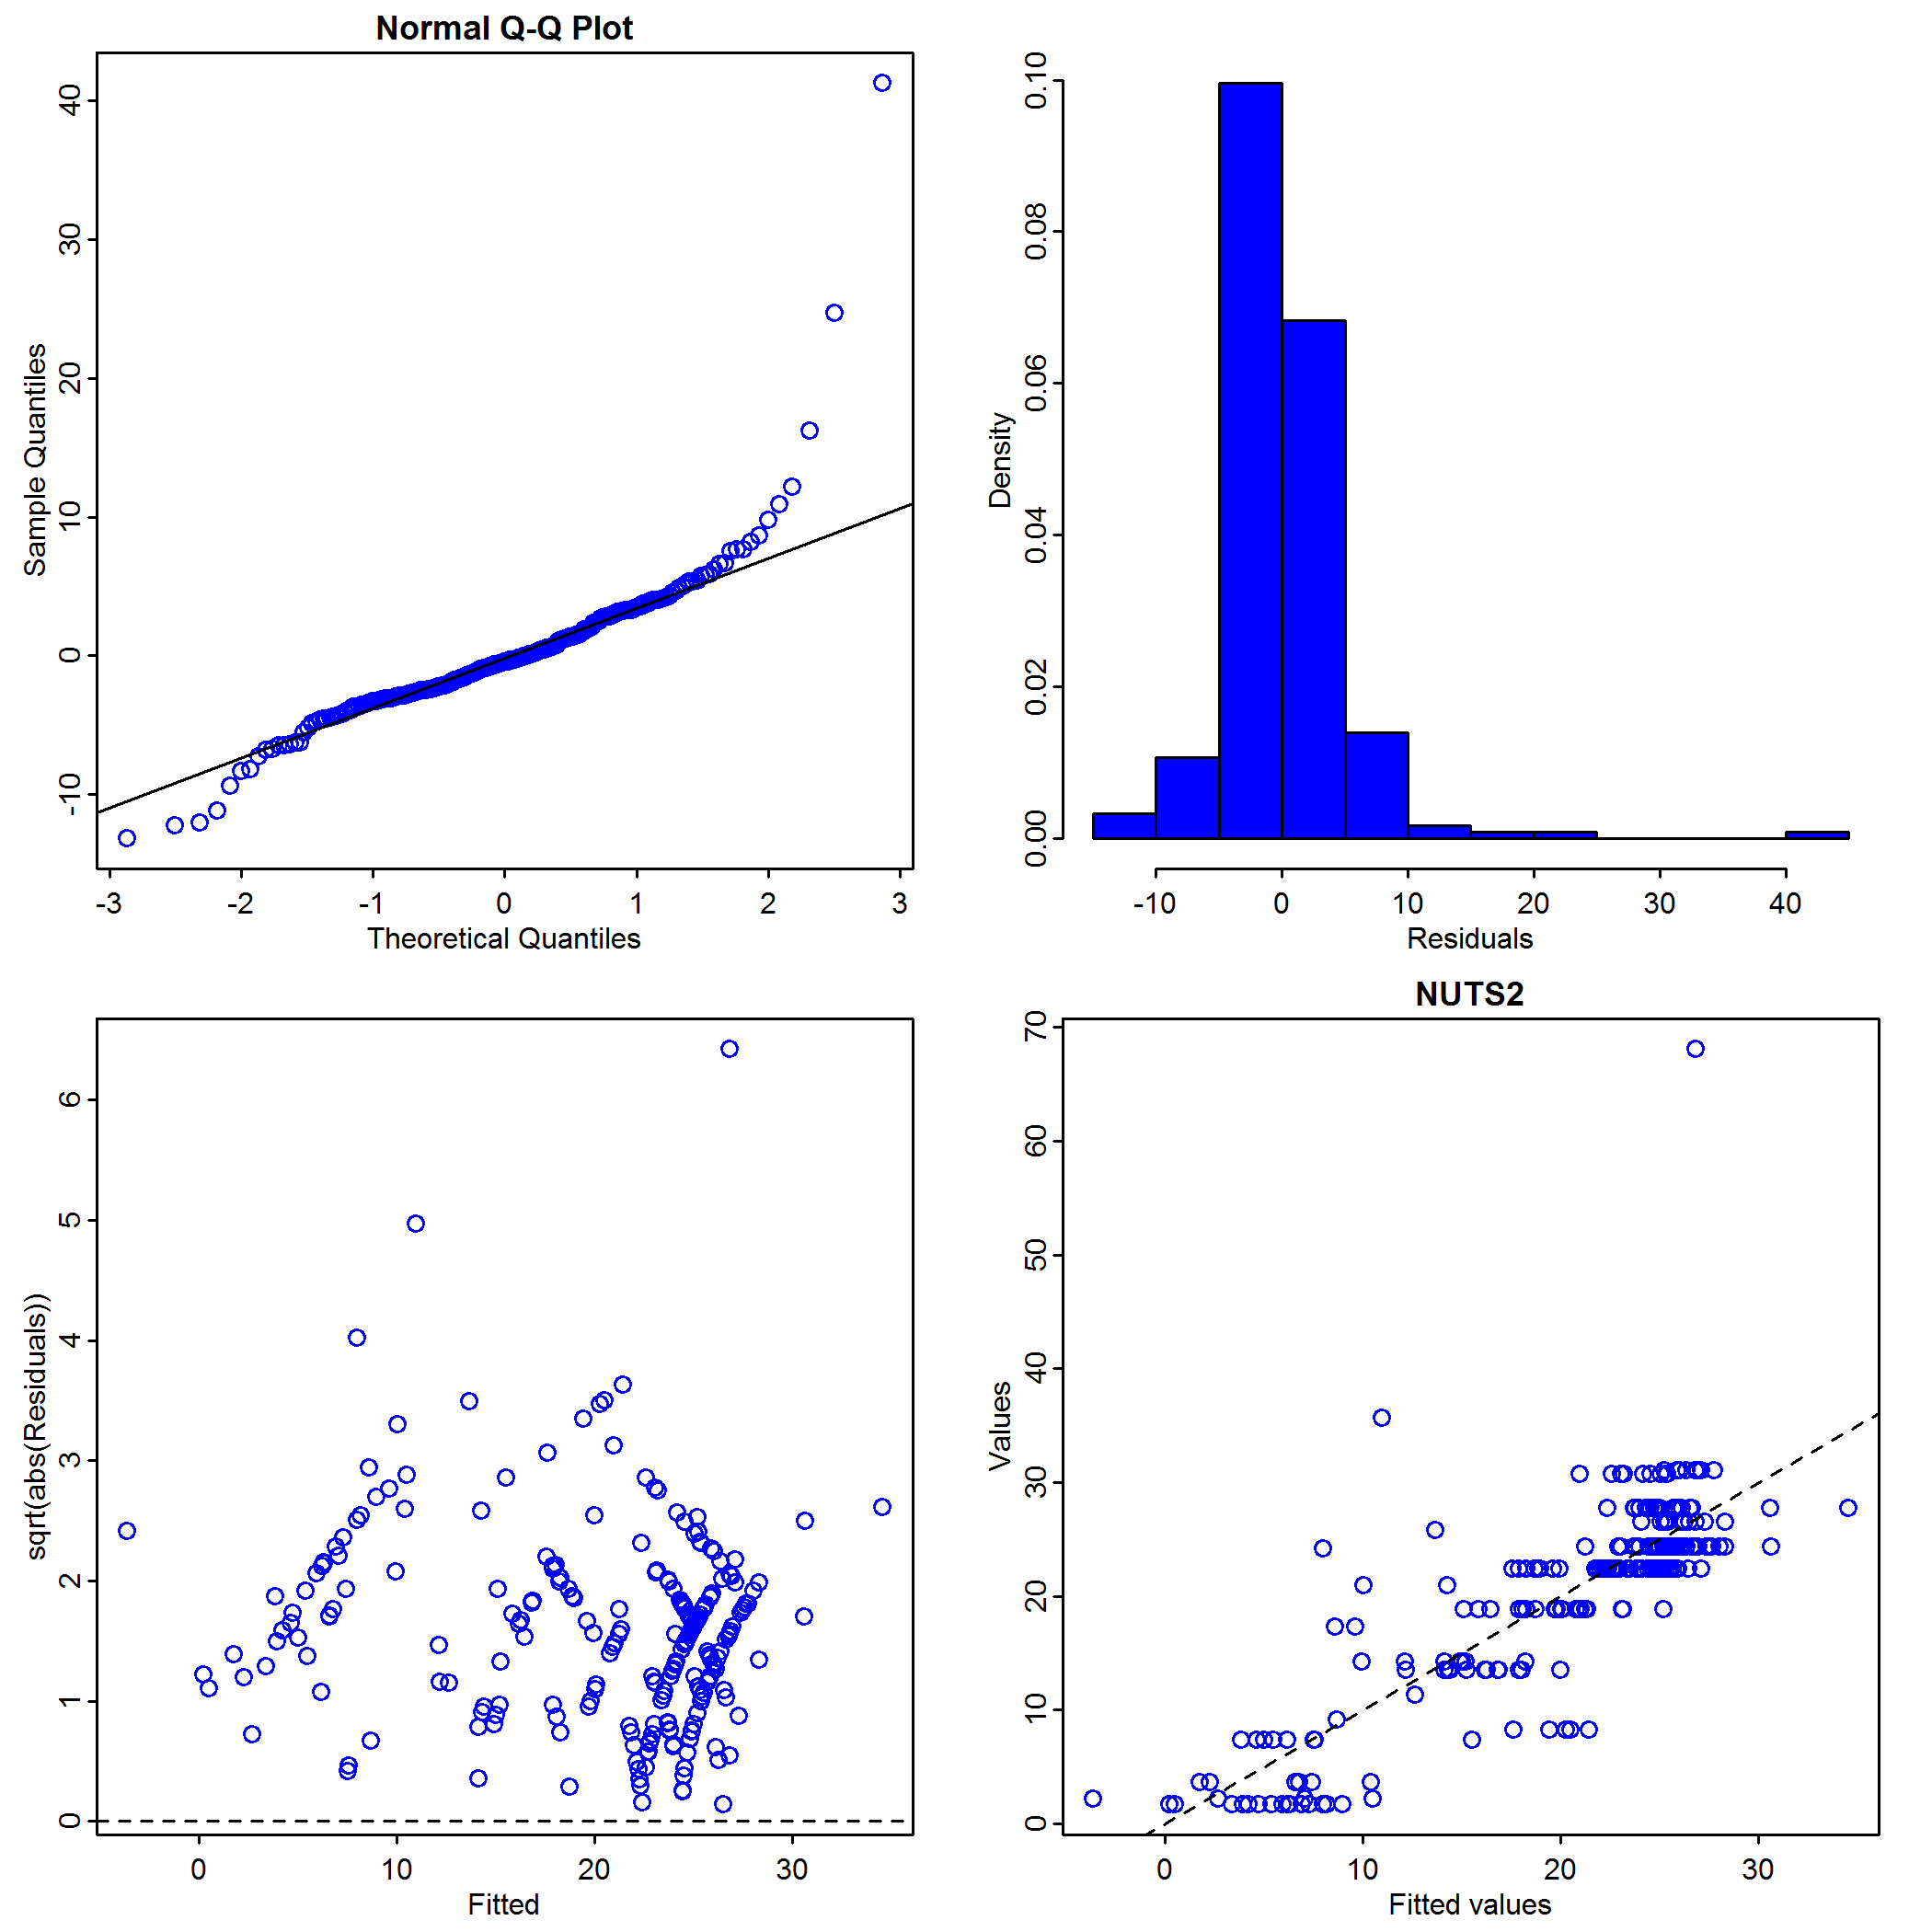 Normal Q-Q Plot
Sample Quantiles
-10 0 10 20 30 40
-3 -2 -1 0 1 2 3
Theoretical Quantiles
Density
0.00 0.02 0.04 0.06 0.08 0.10
-10 0 10 20 30 40
Residuals
sqrt(abs(Residuals))
0 1 2 3 4 5 6
0 10 20 30
Fitted
NUTS2
Values
0 10 20 30 40 50 60 70
0 10 20 30
Fitted values